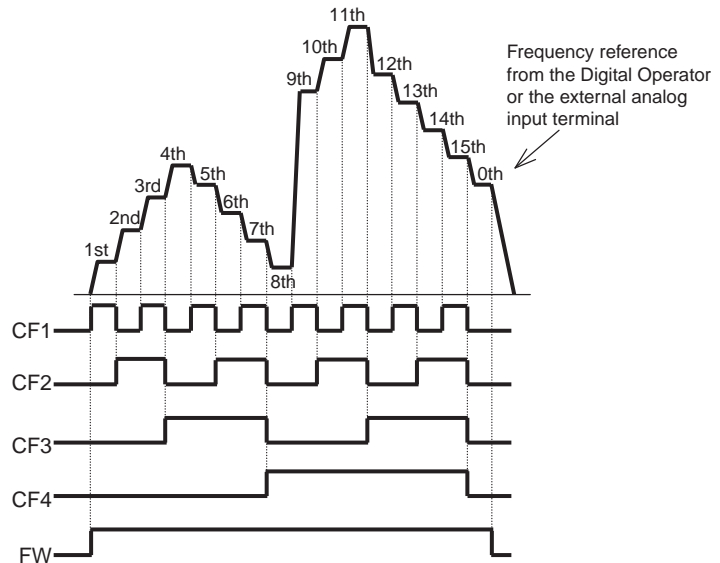 11th
10th
9th
12th
13th
14th
15th
0th
Frequency reference
from the Digital Operator
or the external analog
input terminal
4th
3rd
5th
2nd
6th
1st
7th
8th
CF1
CF2
CF3
CF4
FW